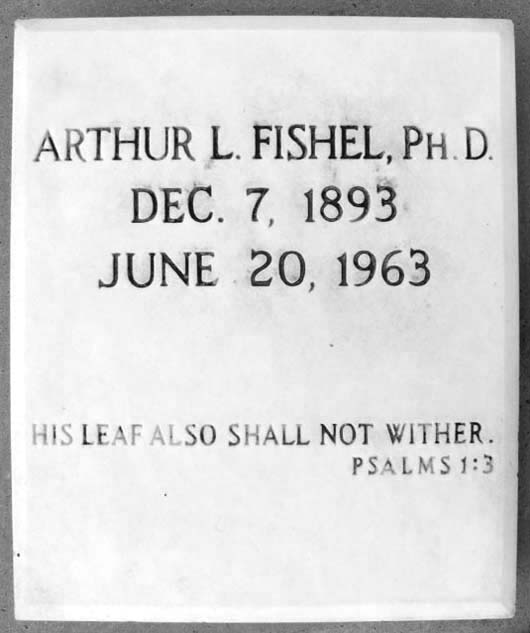 ARTHUR L. FISHEL, PH.D.
DEC. 7, 1893
JUNE 20, 1963
HIS LEAF ALSO SHALL NOT WITHER.
PSALMS 1:3